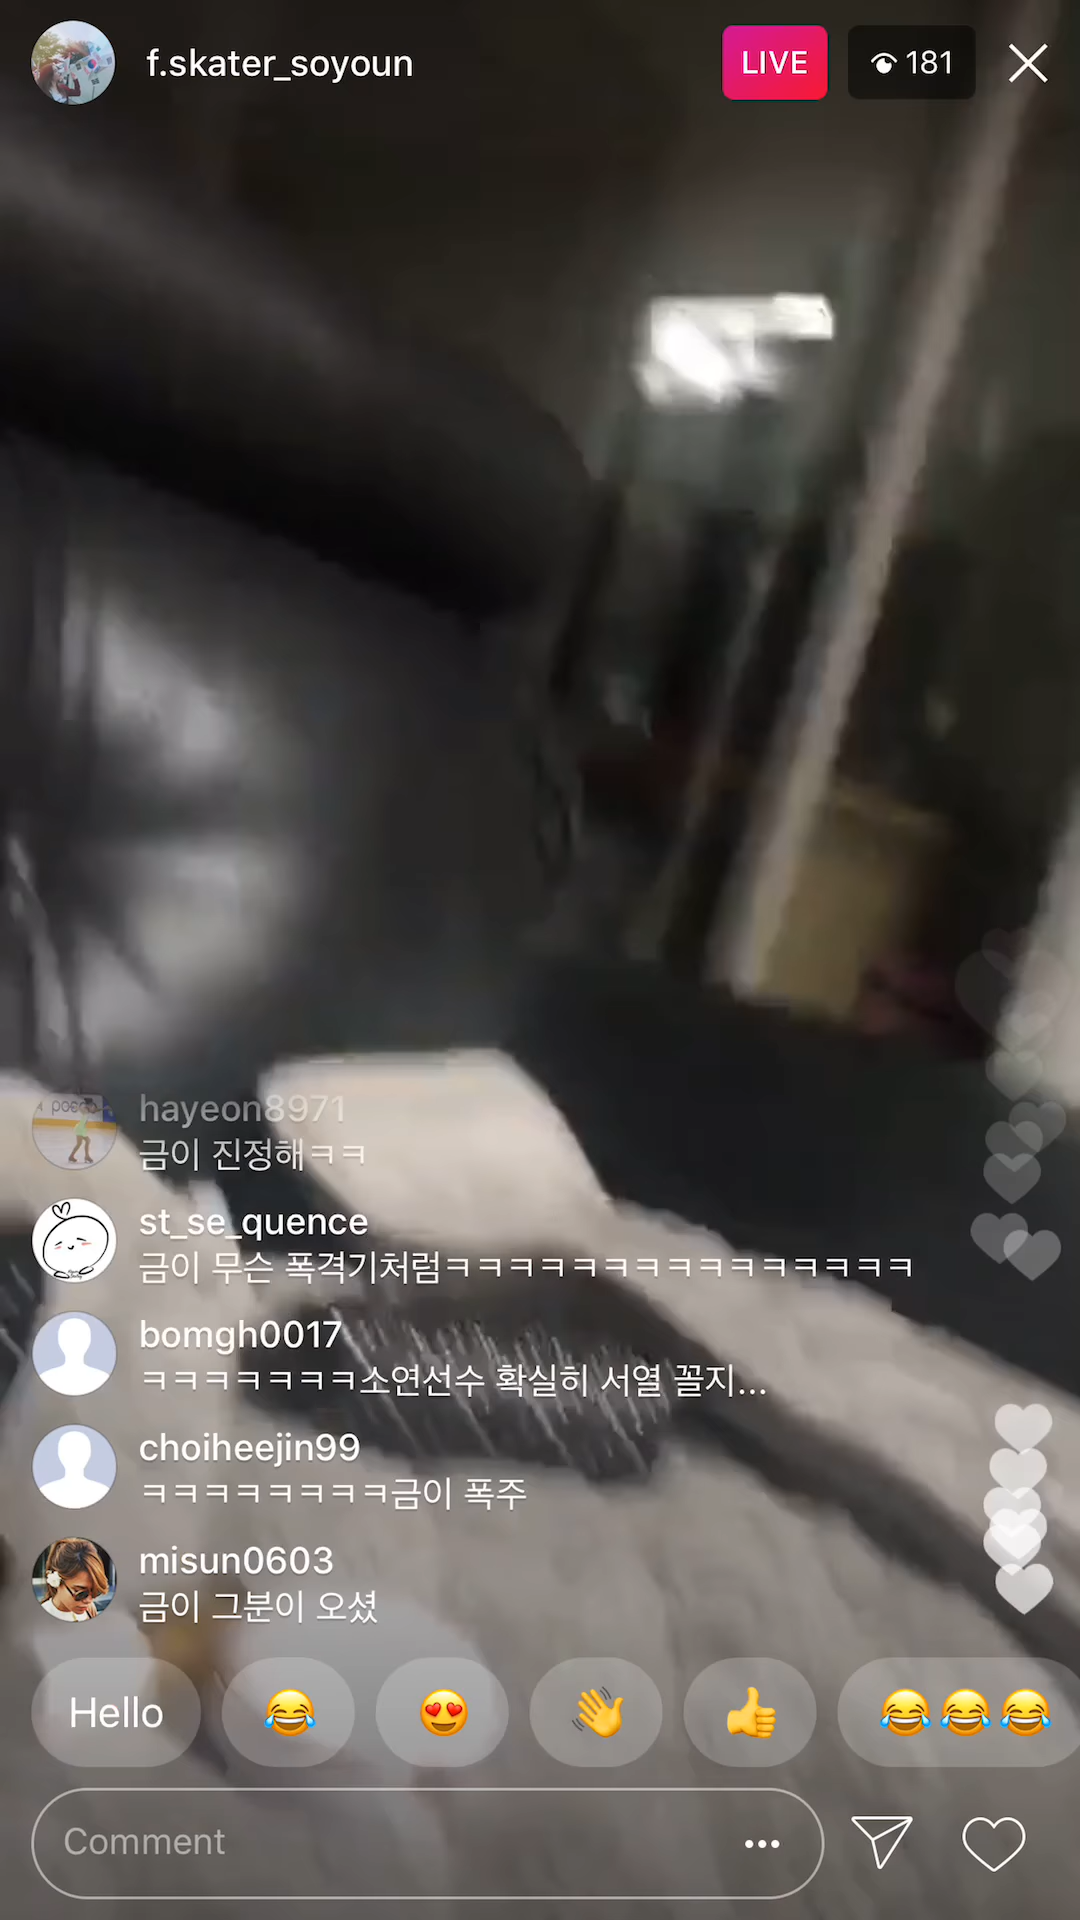 f.skater_soyoun
LIVE
181
hayeon8971
금이 진정해ㅋㅋ
st_se_quence
금이 무슨 폭격기처럼ㅋㅋㅋㅋㅋㅋㅋㅋㅋㅋㅋㅋㅋㅋㅋ
bomgh0017
ㅋㅋㅋㅋㅋㅋㅋ소연선수 확실히 서열 꼴지...
choiheejin99
ㅋㅋㅋㅋㅋㅋㅋㅋ금이 폭주
misun0603
금이 그분이 오셨
Hello
Comment